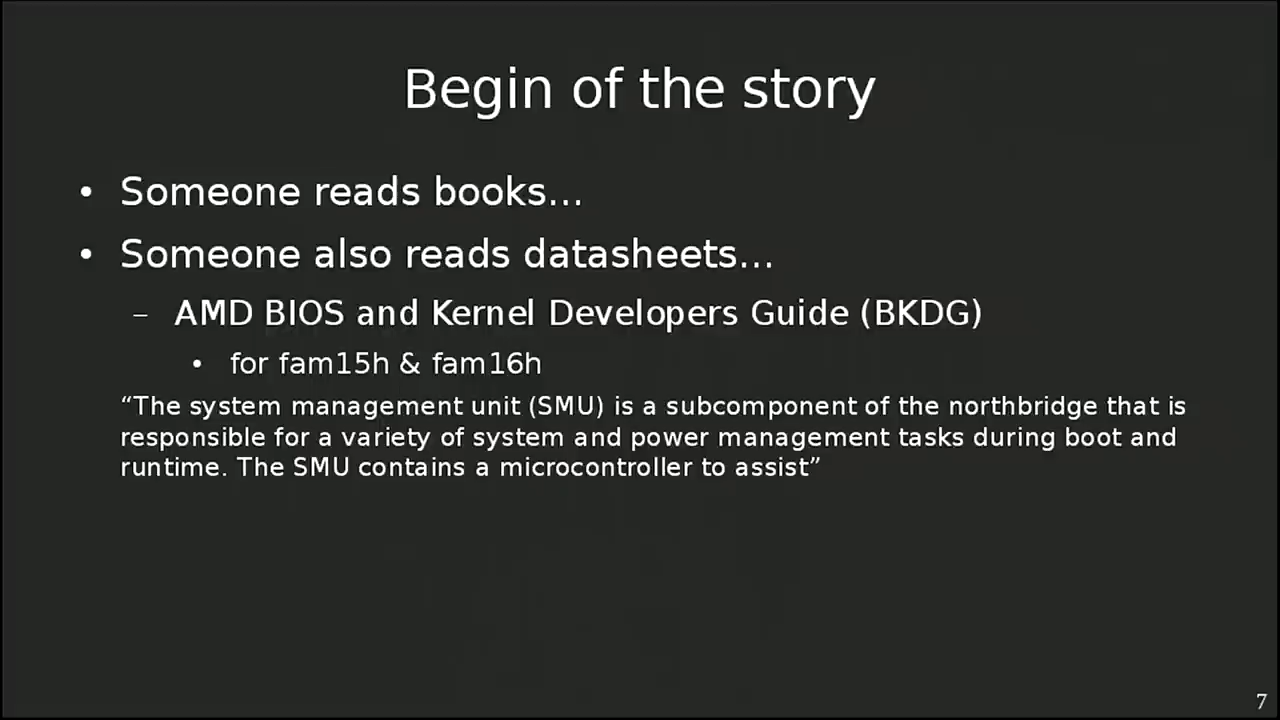 Begin of the story
• Someone reads books…
• Someone also reads datasheets…
– AMD BIOS and Kernel Developers Guide (BKDG)
• for fam15h & fam16h
“The system management unit (SMU) is a subcomponent of the northbridge that is
responsible for a variety of system and power management tasks during boot and
runtime. The SMU contains a microcontroller to assist”
7